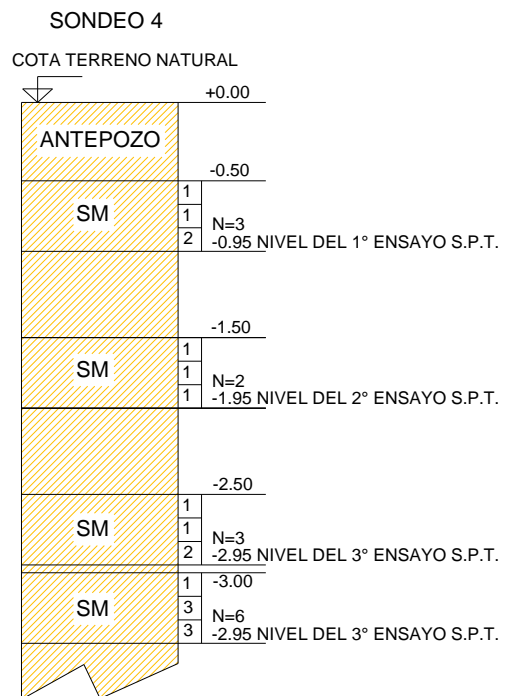 SONDEO 4
COTA TERRENO NATURAL
+0.00
ANTEPOZO
-0.50
1
SM
1
N=3
2
-0.95 NIVEL DEL 1° ENSAYO S.P.T.
-1.50
1
SM
1
N=2
1
-1.95 NIVEL DEL 2° ENSAYO S.P.T.
-2.50
1
SM
1
N=3
2
-2.95 NIVEL DEL 3° ENSAYO S.P.T.
1
-3.00
SM
3
N=6
3
-2.95 NIVEL DEL 3° ENSAYO S.P.T.